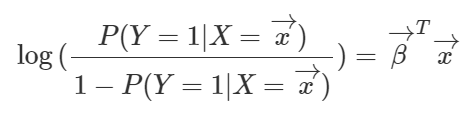 log ( P(Y = 1|X = x⃗) / 1 − P(Y = 1|X = x⃗) ) = β⃗ᵀ x⃗